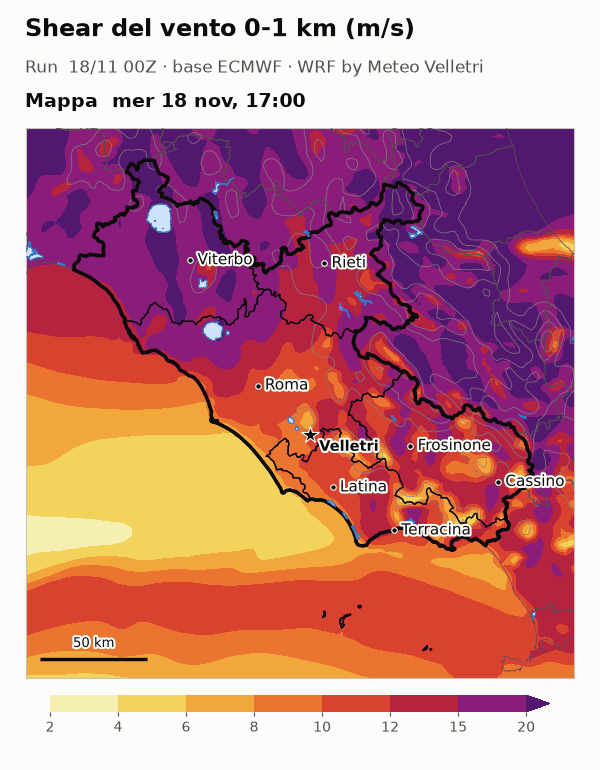 Shear del vento 0-1 km (m/s)
Run 18/11 00Z · base ECMWF · WRF by Meteo Velletri
Mappa mer 18 nov, 17:00
Viterbo
Rieti
Roma
Velletri
Frosinone
Latina
Cassino
Terracina
50 km
2 4 6 8 10 12 15 20